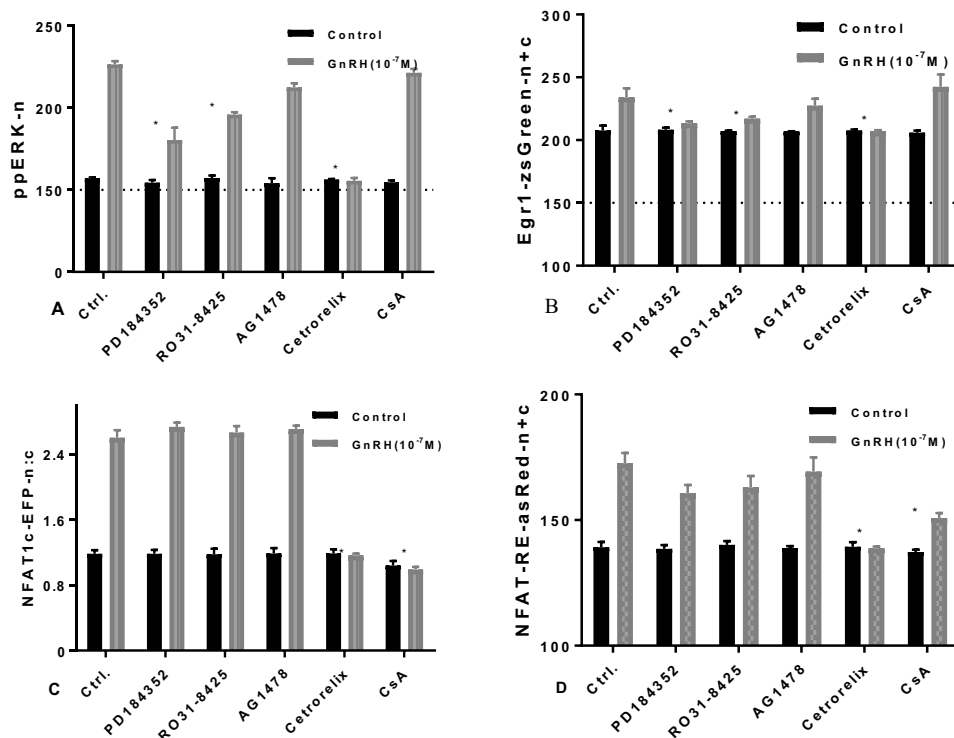 Control
GnRH(10⁻⁷M)
ppERK-n
250
200
150
0
Ctrl.
PD184352
RO31-8425
AG1478
Cetrorelix
CsA
A
*
*
*
Control
GnRH(10⁻⁷M)
Egr1-zsGreen-n+c
300
250
200
150
100
Ctrl.
PD184352
RO31-8425
AG1478
Cetrorelix
CsA
B
*
*
*
Control
GnRH(10⁻⁷M)
NFAT1c-EFP-n:c
2.4
1.6
0.8
0
Ctrl.
PD184352
RO31-8425
AG1478
Cetrorelix
CsA
C
*
*
Control
GnRH(10⁻⁷M)
NFAT-RE-asRed-n+c
200
150
100
Ctrl.
PD184352
RO31-8425
AG1478
Cetrorelix
CsA
D
*
*